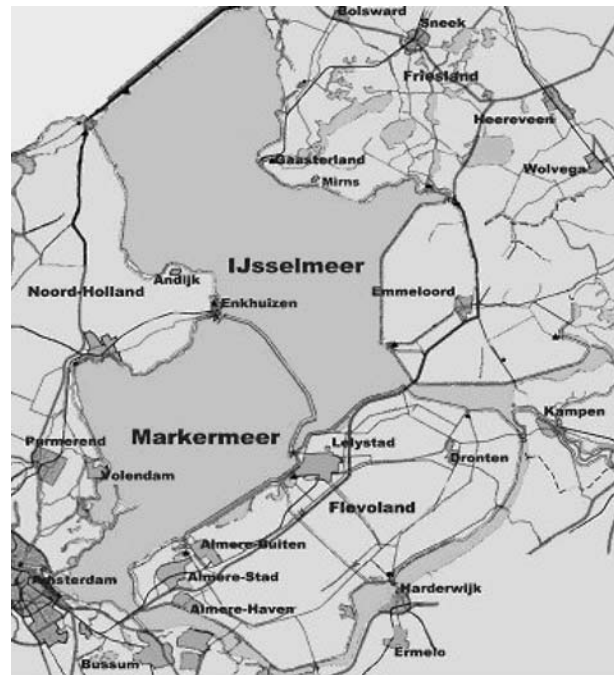 Bolsward
Sneek
Friesland
Heereveen
Gaasterland
Wolvega
Mirns
IJsselmeer
Andijk
Noord-Holland
Emmeloord
Enkhuizen
Kampen
Markermeer
Lelystad
Purmerend
Dronten
Volendam
Flevoland
Almere-Buiten
Amsterdam
Almere-Stad
Harderwijk
Almere-Haven
Ermelo
Bussum